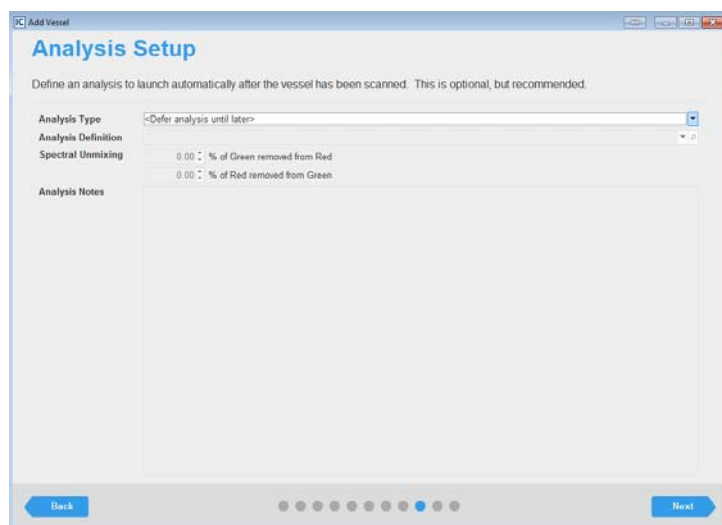 IC Add Vessel
Analysis Setup
Define an analysis to launch automatically after the vessel has been scanned. This is optional, but recommended.
Analysis Type <Defer analysis until later>
Analysis Definition
Spectral Unmixing 0.00 % of Green removed from Red
0.00 % of Red removed from Green
Analysis Notes
Back Next